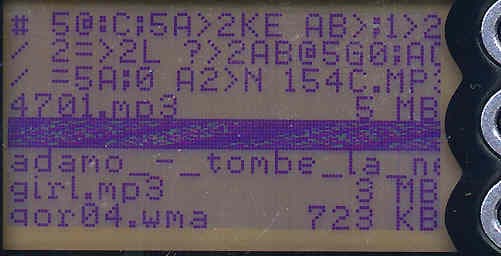 # 5@:C;5A>2KE AB>;1>2
/ 2=>2L ?>2AB@5G0;A
/ =5A;0 A2>N 154C.MP3
4701.mp3 5 MB
adamo_-_tombe_la_ne
girl.mp3 3 MB
gor04.wma 723 KB